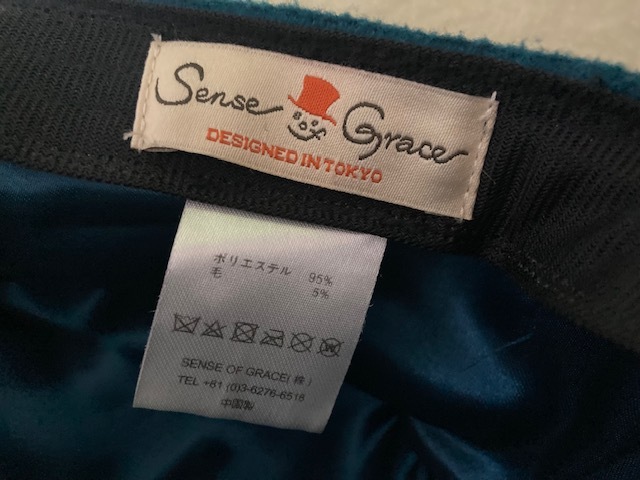 Sense Grace
DESIGNED IN TOKYO
ポリエステル 95%
毛 5%
SENSE OF GRACE(株)
TEL +81 (0)3-6276-6518
中国製